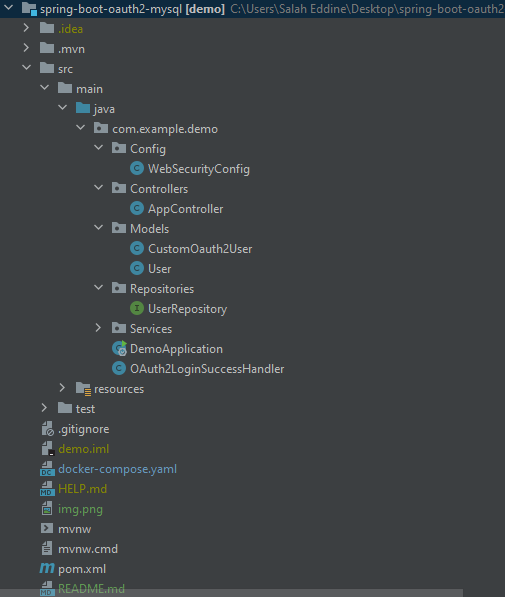 spring-boot-oauth2-mysql [demo] C:\Users\Salah Eddine\Desktop\spring-boot-oauth2
.idea
.mvn
src
main
java
com.example.demo
Config
WebSecurityConfig
Controllers
AppController
Models
CustomOauth2User
User
Repositories
UserRepository
Services
DemoApplication
OAuth2LoginSuccessHandler
resources
test
.gitignore
demo.iml
docker-compose.yaml
HELP.md
img.png
mvnw
mvnw.cmd
pom.xml
README.md